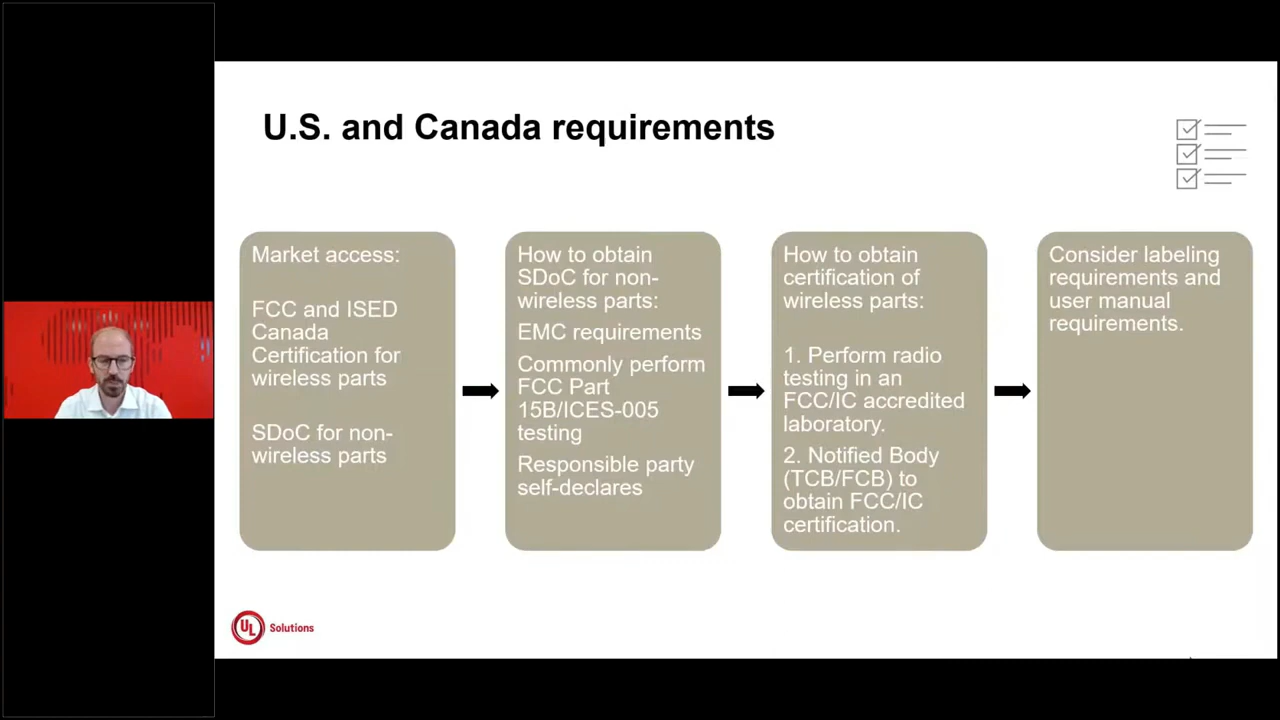 U.S. and Canada requirements
Market access:
FCC and ISED
Canada
Certification for
wireless parts
SDoC for non-
wireless parts
How to obtain
SDoC for non-
wireless parts:
EMC requirements
Commonly perform
FCC Part
15B/ICES-005
testing
Responsible party
self-declares
How to obtain
certification of
wireless parts:
1. Perform radio
testing in an
FCC/IC accredited
laboratory.
2. Notified Body
(TCB/FCB) to
obtain FCC/IC
certification.
Consider labeling
requirements and
user manual
requirements.
UL Solutions